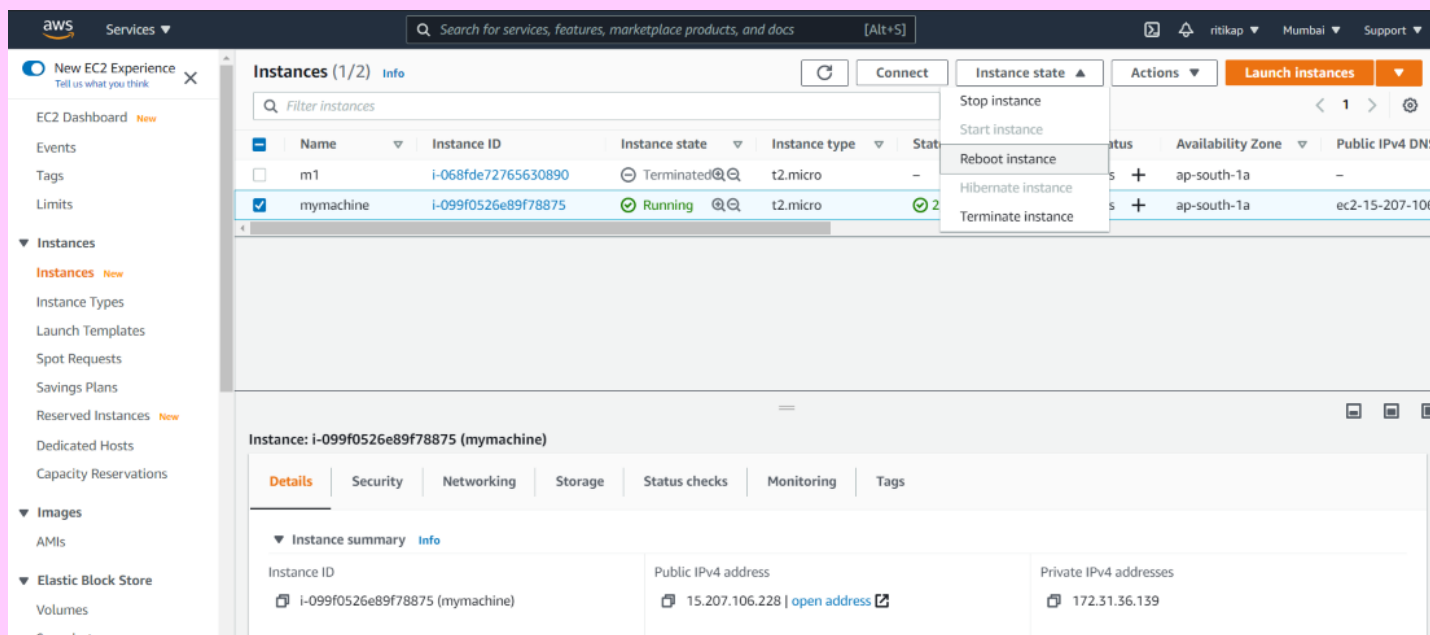 aws Services ▼ Search for services, features, marketplace products, and docs [Alt+S] ritikap ▼ Mumbai ▼ Support ▼
New EC2 Experience
Tell us what you think
EC2 Dashboard New
Events
Tags
Limits
Instances
Instances New
Instance Types
Launch Templates
Spot Requests
Savings Plans
Reserved Instances New
Dedicated Hosts
Capacity Reservations
Images
AMIs
Elastic Block Store
Volumes
Instances (1/2) Info Connect Instance state ▲ Actions ▼ Launch instances ▼
Filter instances
1
Stop instance
Start instance
Reboot instance
Hibernate instance
Terminate instance
Name Instance ID Instance state Instance type Stat tus Availability Zone Public IPv4 DNS
m1 i-068fde72765630890 Terminated t2.micro – s + ap-south-1a –
mymachine i-099f0526e89f78875 Running t2.micro 2 s + ap-south-1a ec2-15-207-106
Instance: i-099f0526e89f78875 (mymachine)
Details Security Networking Storage Status checks Monitoring Tags
Instance summary Info
Instance ID Public IPv4 address Private IPv4 addresses
i-099f0526e89f78875 (mymachine) 15.207.106.228 | open address 172.31.36.139